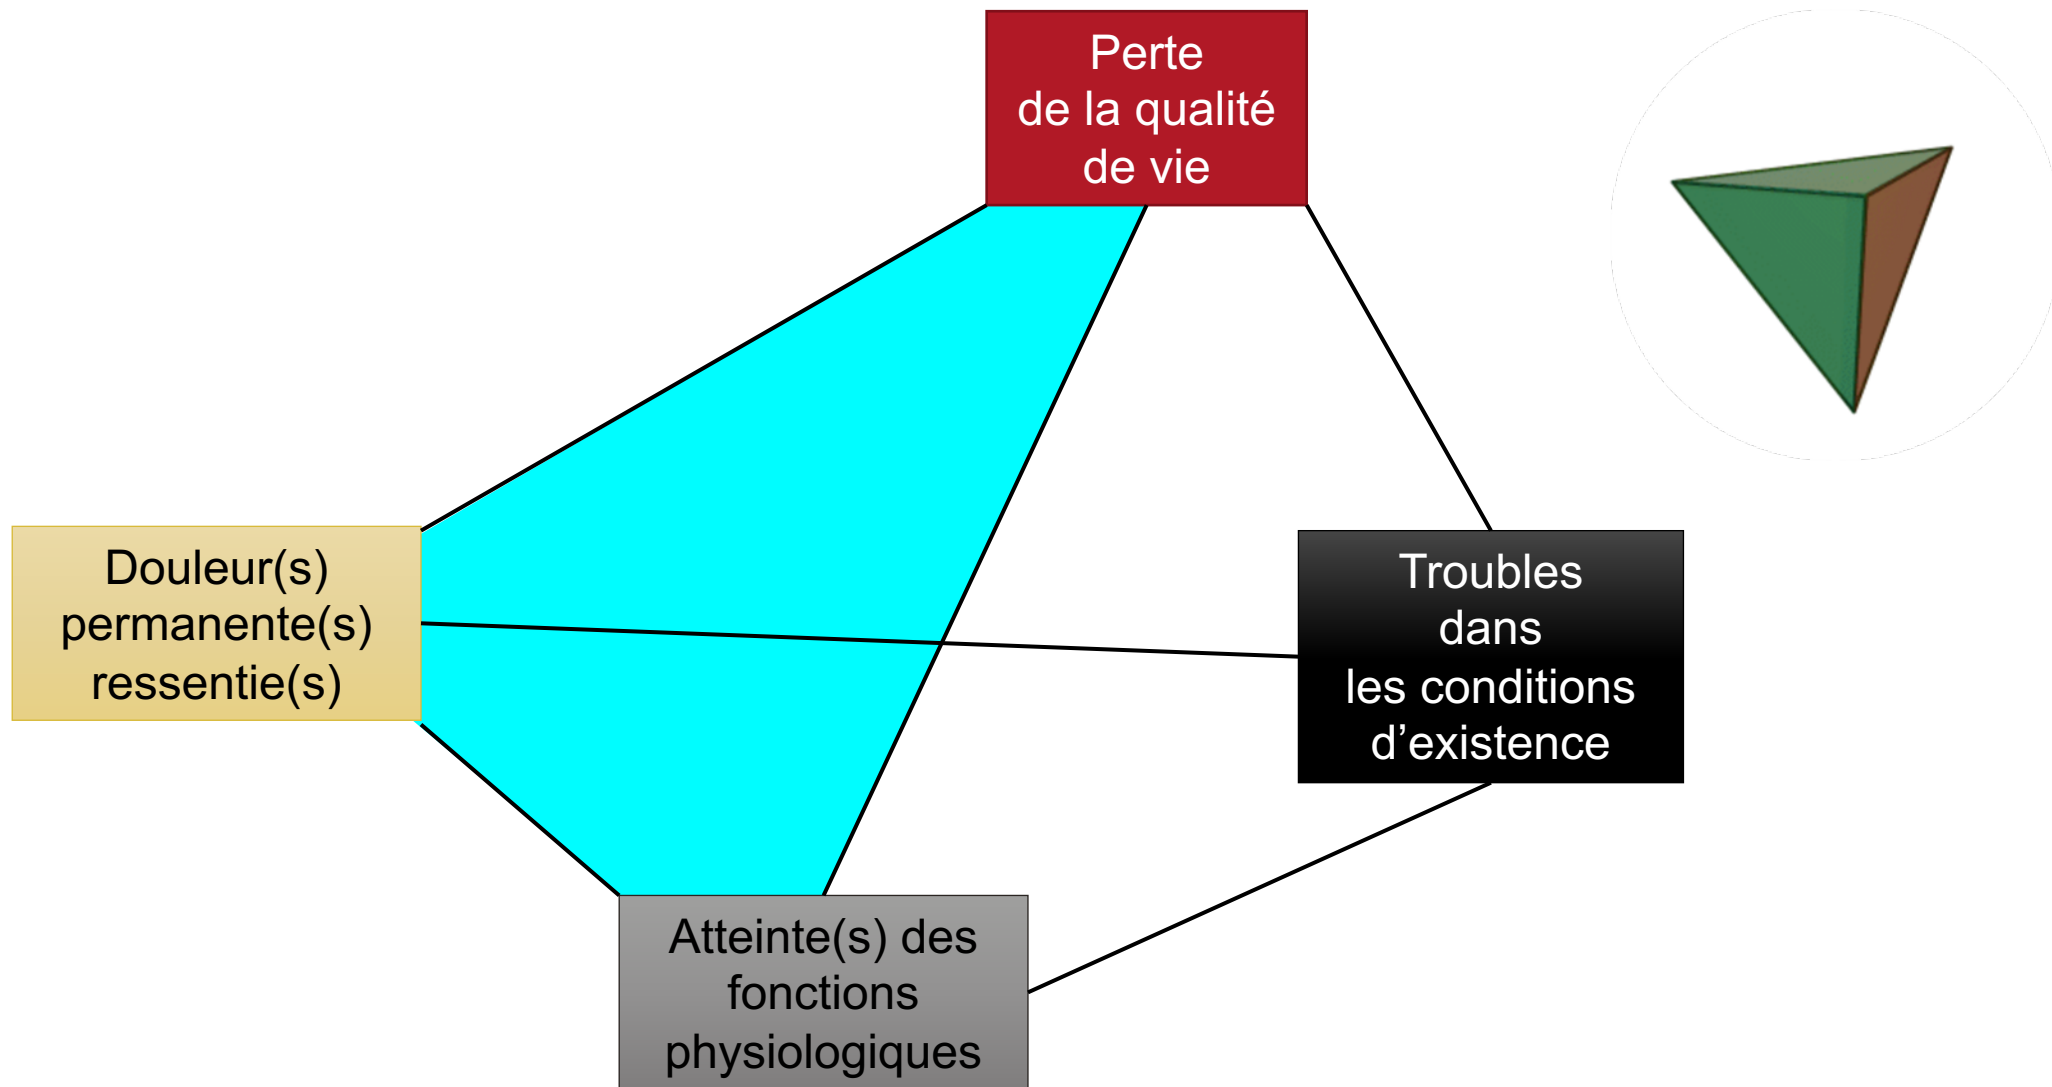 Perte
de la qualité
de vie
Douleur(s)
permanente(s)
ressentie(s)
Troubles
dans
les conditions
d’existence
Atteinte(s) des
fonctions
physiologiques